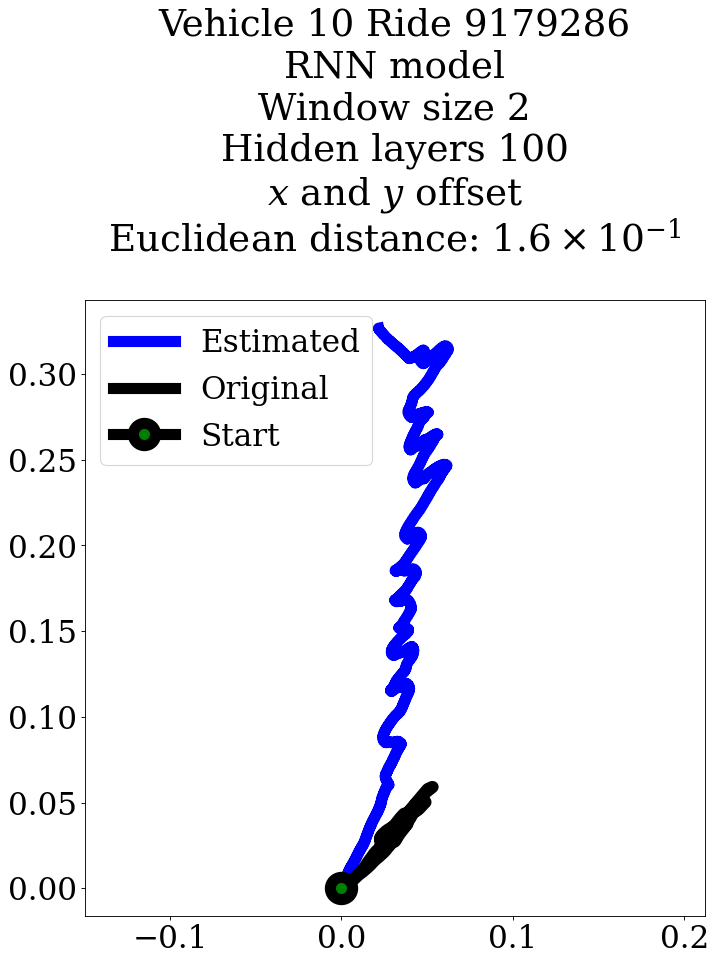 Vehicle 10 Ride 9179286
RNN model
Window size 2
Hidden layers 100
x and y offset
Euclidean distance: 1.6 × 10⁻¹
Estimated
Original
Start
0.30
0.25
0.20
0.15
0.10
0.05
0.00
−0.1 0.0 0.1 0.2